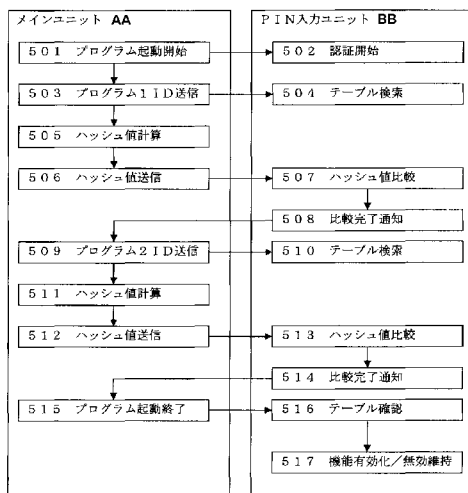 メインユニット AA
PIN入力ユニット BB
501 プログラム起動開始
502 認証開始
503 プログラム1ID送信
504 テーブル検索
505 ハッシュ値計算
506 ハッシュ値送信
507 ハッシュ値比較
508 比較完了通知
509 プログラム2ID送信
510 テーブル検索
511 ハッシュ値計算
512 ハッシュ値送信
513 ハッシュ値比較
514 比較完了通知
515 プログラム起動終了
516 テーブル確認
517 機能有効化/無効維持